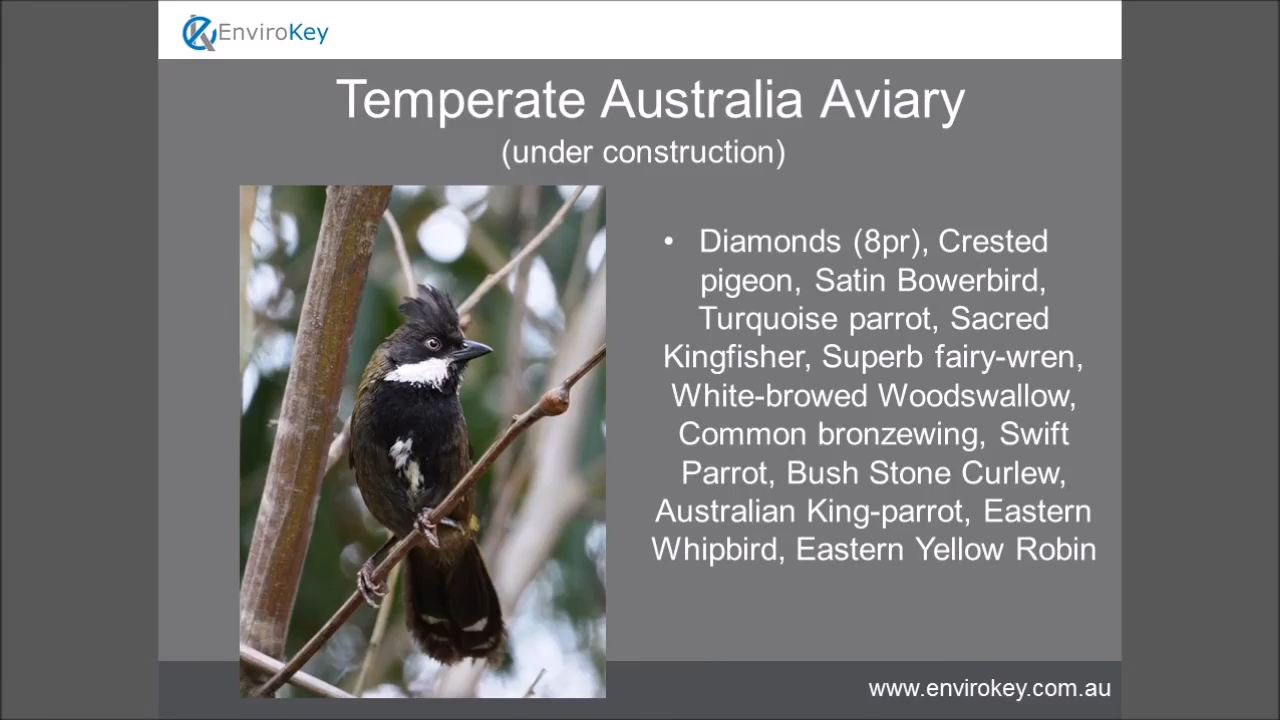 EnviroKey
Temperate Australia Aviary
(under construction)
• Diamonds (8pr), Crested
pigeon, Satin Bowerbird,
Turquoise parrot, Sacred
Kingfisher, Superb fairy-wren,
White-browed Woodswallow,
Common bronzewing, Swift
Parrot, Bush Stone Curlew,
Australian King-parrot, Eastern
Whipbird, Eastern Yellow Robin
www.envirokey.com.au